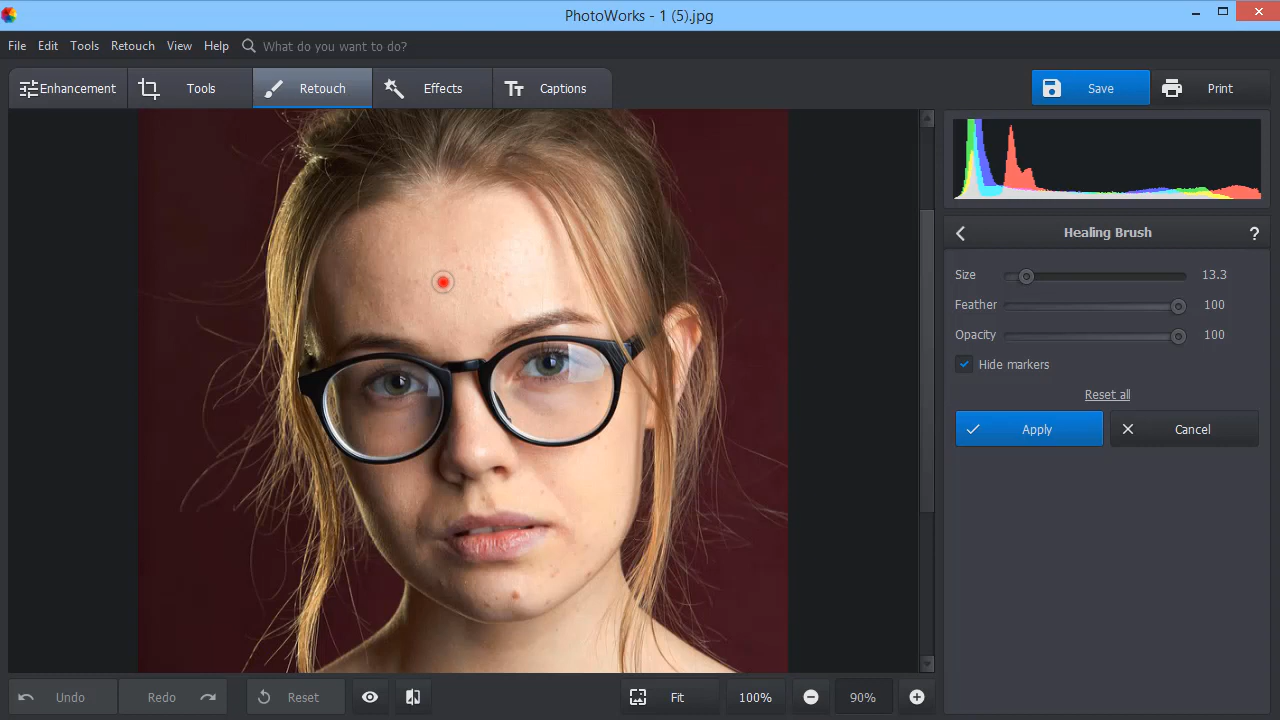 PhotoWorks - 1 (5).jpg
File Edit Tools Retouch View Help What do you want to do?
Enhancement Tools Retouch Effects Captions Save Print
Healing Brush ?
Size 13.3
Feather 100
Opacity 100
Hide markers
Reset all
Apply Cancel
Undo Redo Reset Fit 100% 90%